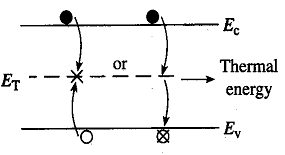 E_c
or
E_T
Thermal
energy
E_v